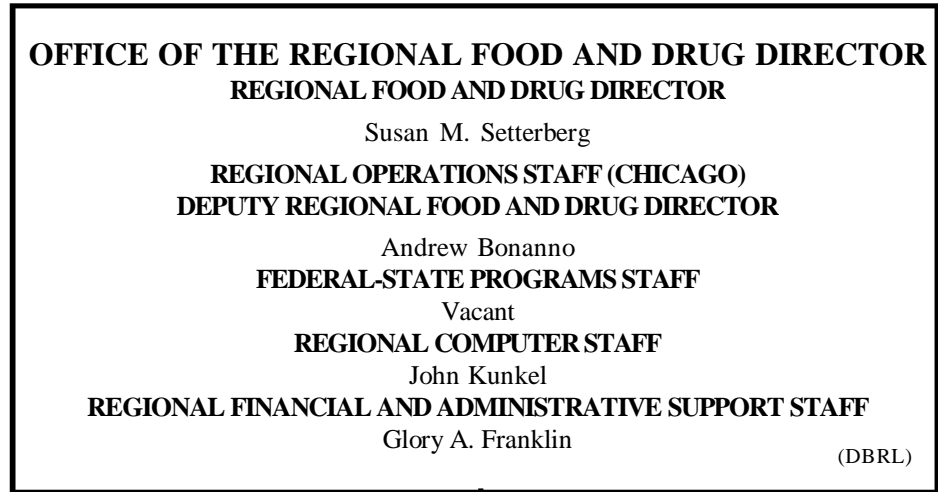 OFFICE OF THE REGIONAL FOOD AND DRUG DIRECTOR
REGIONAL FOOD AND DRUG DIRECTOR
Susan M. Setterberg
REGIONAL OPERATIONS STAFF (CHICAGO)
DEPUTY REGIONAL FOOD AND DRUG DIRECTOR
Andrew Bonanno
FEDERAL-STATE PROGRAMS STAFF
Vacant
REGIONAL COMPUTER STAFF
John Kunkel
REGIONAL FINANCIAL AND ADMINISTRATIVE SUPPORT STAFF
Glory A. Franklin
(DBRL)